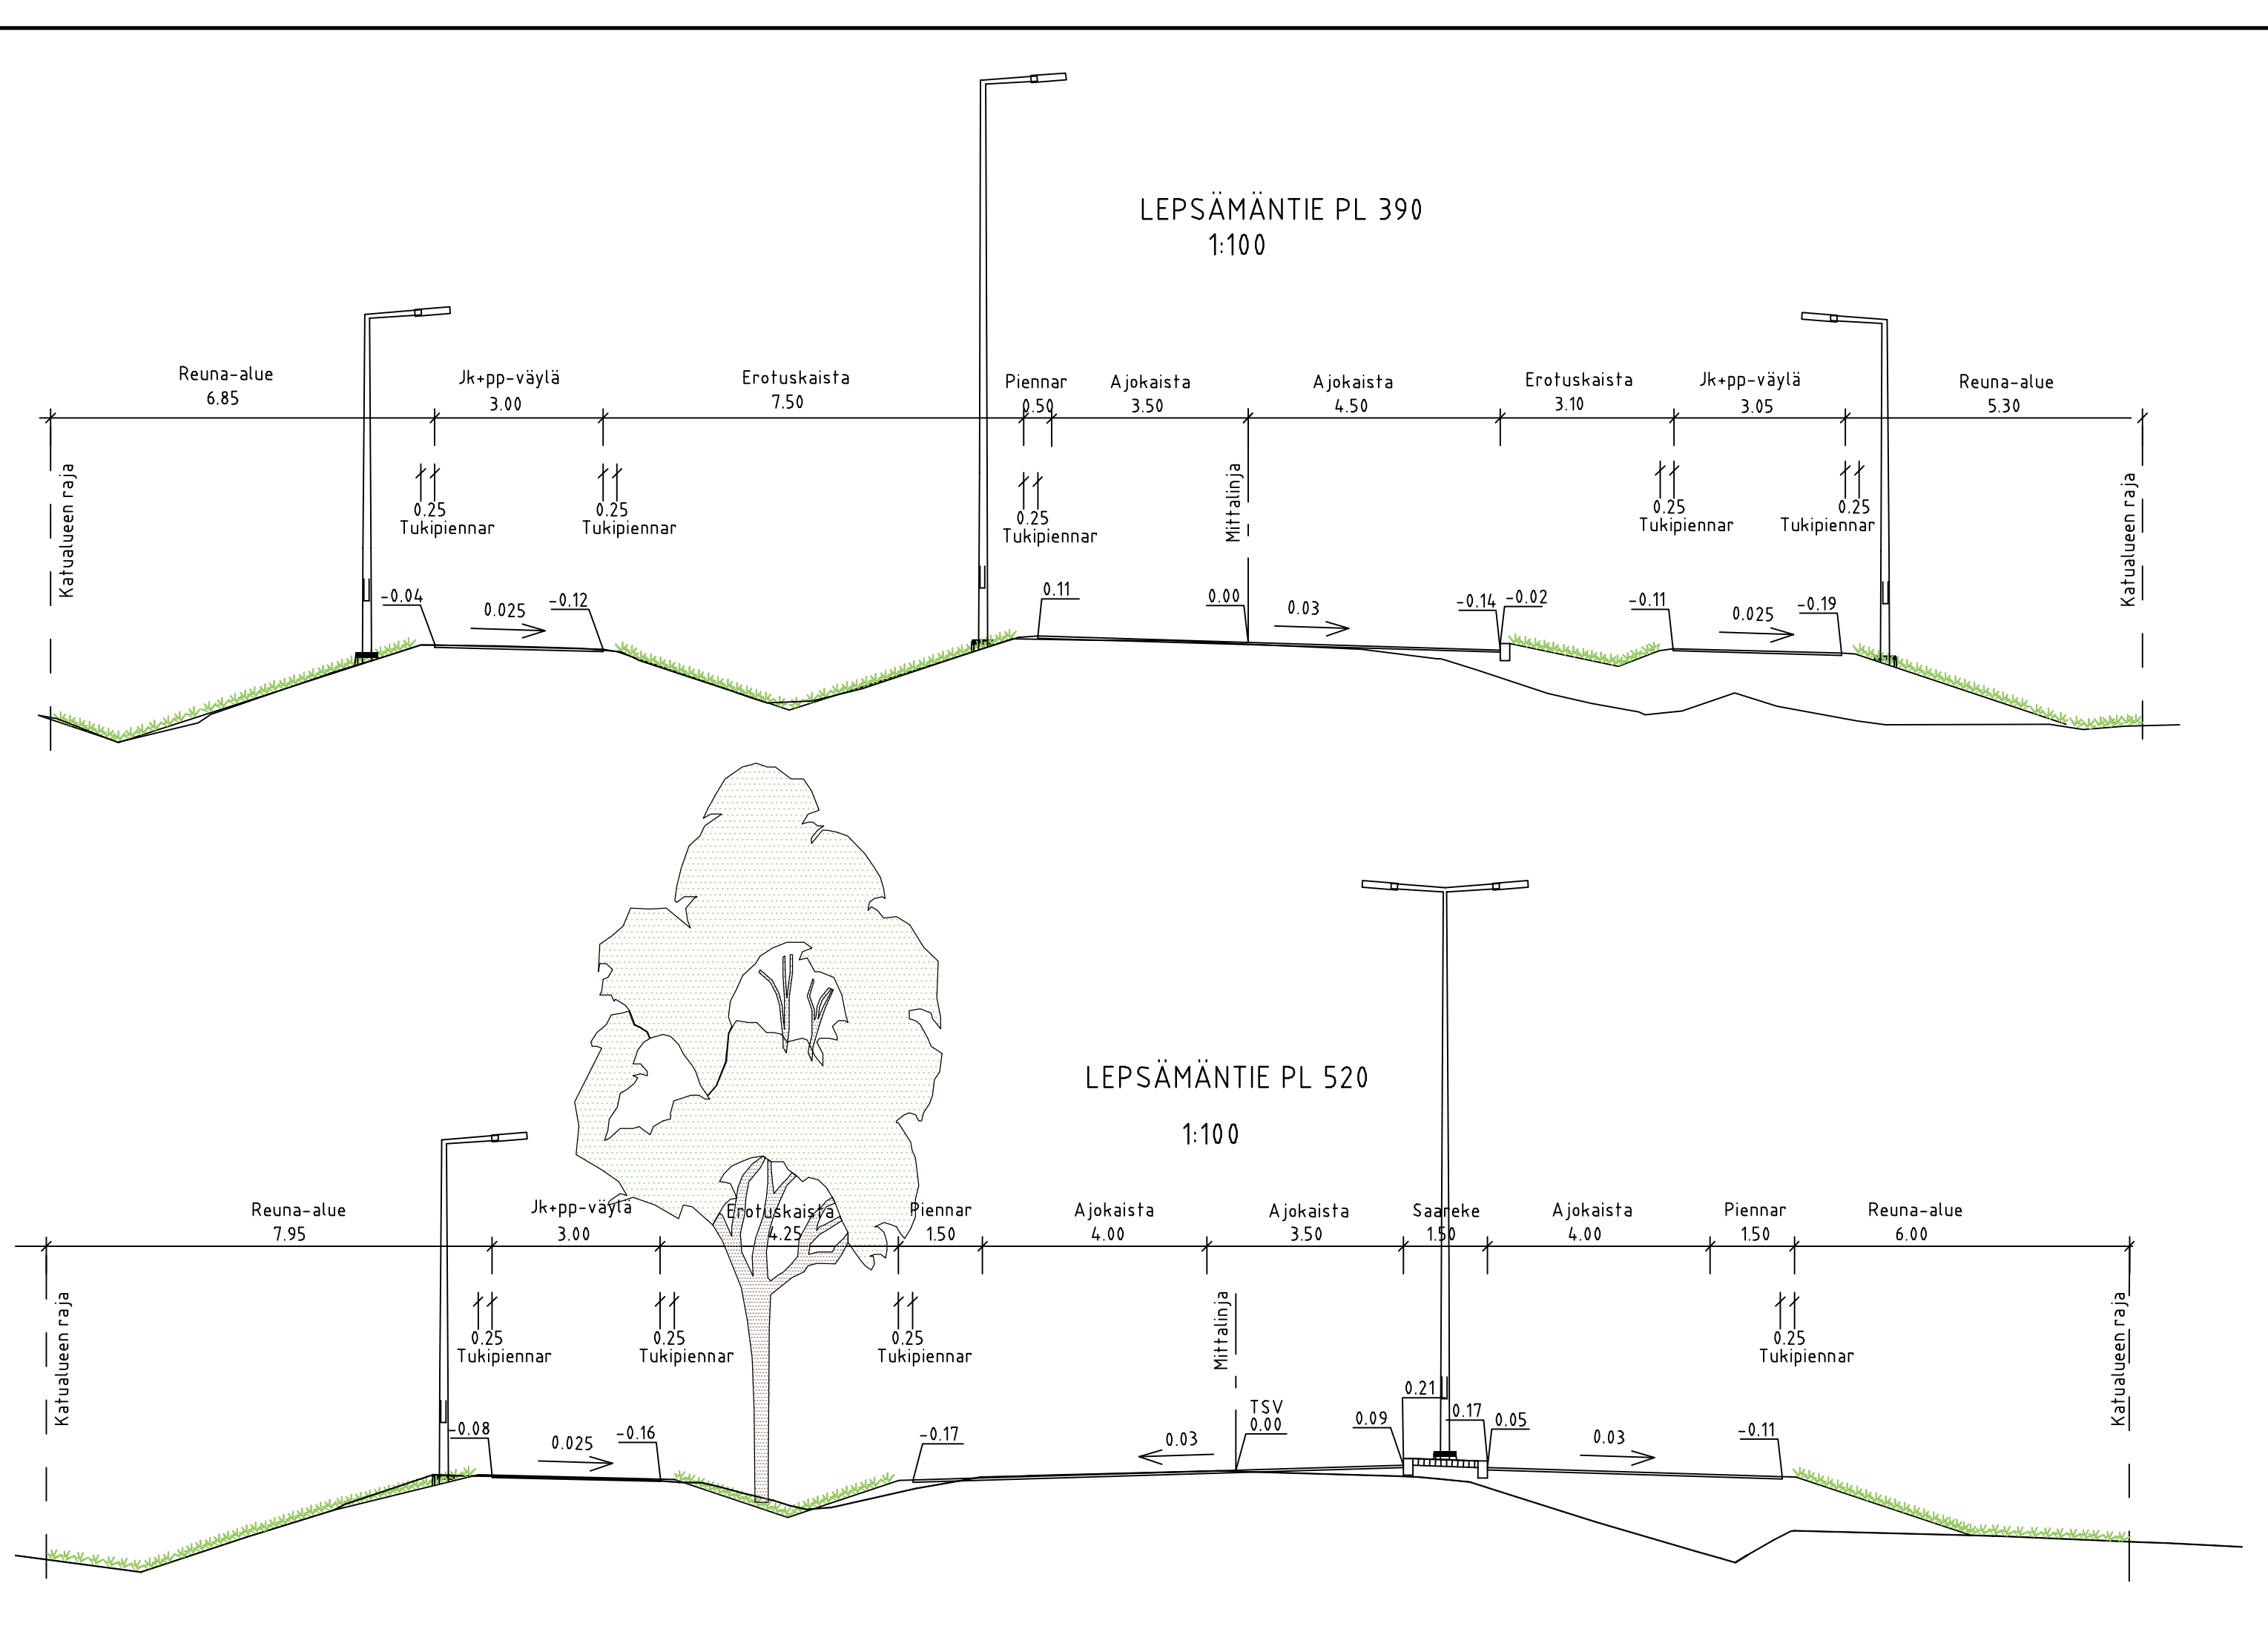 LEPSÄMÄNTIE PL 390
1:100
Reuna-alue
6.85
Jk+pp-väylä
3.00
Erotuskaista
7.50
Piennar
0.50
Ajokaista
3.50
Ajokaista
4.50
Erotuskaista
3.10
Jk+pp-väylä
3.05
Reuna-alue
5.30
Katualueen raja
0.25
Tukipiennar
0.25
Tukipiennar
0.25
Tukipiennar
Mittalinja
0.25
Tukipiennar
0.25
Tukipiennar
Katualueen raja
-0.04
0.025
-0.12
0.11
0.00
0.03
-0.14
-0.02
-0.11
0.025
-0.19
LEPSÄMÄNTIE PL 520
1:100
Reuna-alue
7.95
Jk+pp-väylä
3.00
Erotuskaista
4.25
Piennar
1.50
Ajokaista
4.00
Ajokaista
3.50
Saareke
1.50
Ajokaista
4.00
Piennar
1.50
Reuna-alue
6.00
Katualueen raja
0.25
Tukipiennar
0.25
Tukipiennar
0.25
Tukipiennar
Mittalinja
0.25
Tukipiennar
Katualueen raja
-0.08
0.025
-0.16
-0.17
0.03
TSV
0.00
0.09
0.21
0.17
0.05
0.03
-0.11